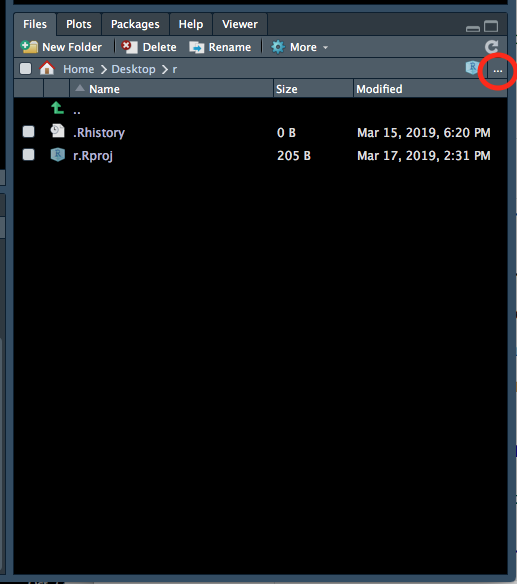 Files Plots Packages Help Viewer
New Folder Delete Rename More
Home Desktop r ...
Name Size Modified
..
.Rhistory 0 B Mar 15, 2019, 6:20 PM
r.Rproj 205 B Mar 17, 2019, 2:31 PM